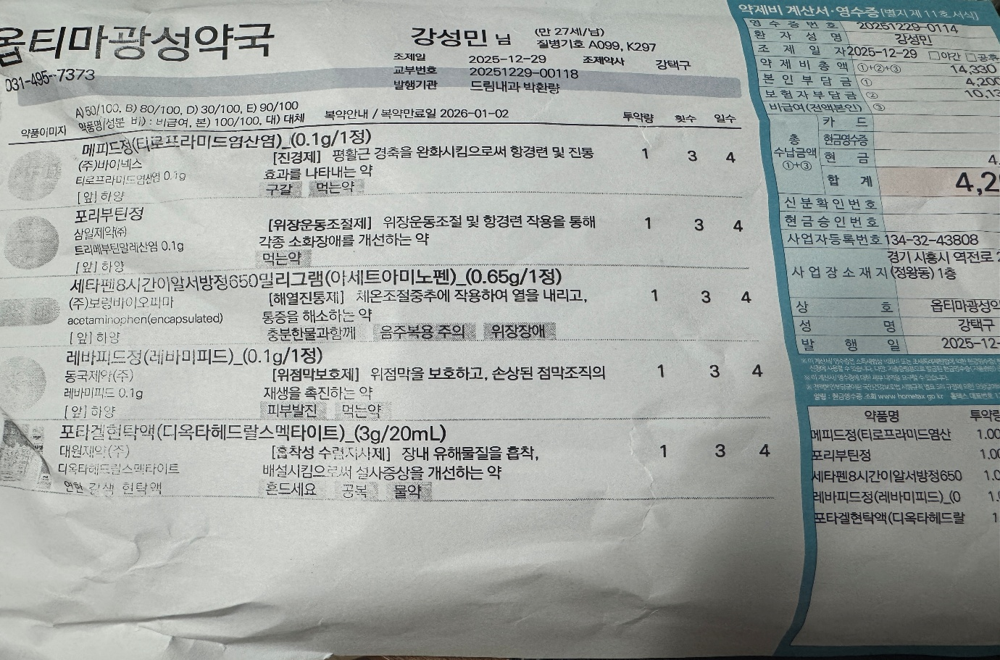 옵티마광성약국
031-495-7373
강성민 님 (만 27세/남)
질병기호 A099, K297
조제일 2025-12-29 조제약사 강택구
교부번호 20251229-00118
발행기관 드림내과 박환량
A) 50/100, B) 80/100, D) 30/100, E) 90/100
약품이미지 약품명(성분 비) : 비급여, 본) 100/100, 대) 대체 복약안내 / 복약만료일 2026-01-02 투약량 횟수 일수
메피드정(티로프라미드염산염)_(0.1g/1정)
(주)바이넥스 [진경제] 평활근 경축을 완화시킴으로써 항경련 및 진통 1 3 4
티로프라미드염산염 0.1g 효과를 나타내는 약
[앞] 하양 구갈 먹는약
포리부틴정
삼일제약(주) [위장운동조절제] 위장운동조절 및 항경련 작용을 통해 1 3 4
트리메부틴말레산염 0.1g 각종 소화장애를 개선하는 약
[앞] 하양 먹는약
세타펜8시간이알서방정650밀리그램(아세트아미노펜)_(0.65g/1정)
(주)보령바이오파마 [해열진통제] 체온조절중추에 작용하여 열을 내리고, 1 3 4
acetaminophen(encapsulated) 통증을 해소하는 약
[앞] 하양 충분한물과함께 음주복용 주의 위장장애
레바피드정(레바미피드)_(0.1g/1정)
동국제약(주) [위점막보호제] 위점막을 보호하고, 손상된 점막조직의 1 3 4
레바미피드 0.1g 재생을 촉진하는 약
[앞] 하양 피부발진 먹는약
포타겔현탁액(디옥타헤드랄스멕타이트)_(3g/20mL)
대원제약(주) [흡착성 수렴지사제] 장내 유해물질을 흡착, 1 3 4
디옥타헤드랄스멕타이트 배설시킴으로써 설사증상을 개선하는 약
연한 갈색 현탁액 흔드세요 공복 물약
약제비 계산서·영수증 [별지 제 11호 서식]
영수증번호 20251229-0114
환자성명 강성민
조제일자 2025-12-29 □야간 □공휴
약제비총액 ①+②+③ 14,330
본인부담금 ① 4,200
보험자부담금 ② 10,13
비급여(전액본인) ③
총
수납금액
①+③
카드
현금영수증
현금 4,
합계 4,2
신분확인번호
현금승인번호
사업자등록번호 134-32-43808
사업장소재지 경기 시흥시 역전로 2
(정왕동) 1층
상호 옵티마광성약
성명 강택구
발행일 2025-12-
알림 : 현금영수증 조회 www hometax go kr
약품명 투약량
메피드정(티로프라미드염산 1.00
포리부틴정 1.00
세타펜8시간이알서방정650 1.0
레바피드정(레바미피드)_(0 1.0
포타겔현탁액(디옥타헤드랄 1